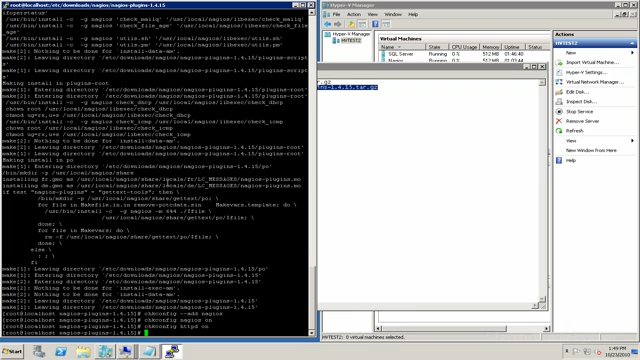 root@localhost:/etc/downloads/nagios/nagios-plugins-1.4.15
ifoperstatus'
/usr/bin/install -c -g nagios 'check_mailq' '/usr/local/nagios/libexec/check_mailq'
/usr/bin/install -c -g nagios 'check_file_age' '/usr/local/nagios/libexec/check_file_age'
/usr/bin/install -c -g nagios 'utils.sh' '/usr/local/nagios/libexec/utils.sh'
/usr/bin/install -c -g nagios 'utils.pm' '/usr/local/nagios/libexec/utils.pm'
make[2]: Nothing to be done for `install-data-am'.
make[2]: Leaving directory `/etc/downloads/nagios/nagios-plugins-1.4.15/plugins-scripts'
make[1]: Leaving directory `/etc/downloads/nagios/nagios-plugins-1.4.15/plugins-scripts'
Making install in plugins-root
make[1]: Entering directory `/etc/downloads/nagios/nagios-plugins-1.4.15/plugins-root'
make[2]: Entering directory `/etc/downloads/nagios/nagios-plugins-1.4.15/plugins-root'
/usr/bin/install -c -g nagios check_dhcp /usr/local/nagios/libexec/check_dhcp
chown root /usr/local/nagios/libexec/check_dhcp
chmod ug=rx,u+s /usr/local/nagios/libexec/check_dhcp
/usr/bin/install -c -g nagios check_icmp /usr/local/nagios/libexec/check_icmp
chown root /usr/local/nagios/libexec/check_icmp
chmod ug=rx,u+s /usr/local/nagios/libexec/check_icmp
make[2]: Nothing to be done for `install-data-am'.
make[2]: Leaving directory `/etc/downloads/nagios/nagios-plugins-1.4.15/plugins-root'
make[1]: Leaving directory `/etc/downloads/nagios/nagios-plugins-1.4.15/plugins-root'
Making install in po
make[1]: Entering directory `/etc/downloads/nagios/nagios-plugins-1.4.15/po'
/bin/mkdir -p /usr/local/nagios/share
installing fr.gmo as /usr/local/nagios/share/locale/fr/LC_MESSAGES/nagios-plugins.mo
installing de.gmo as /usr/local/nagios/share/locale/de/LC_MESSAGES/nagios-plugins.mo
if test "nagios-plugins" = "gettext-tools"; then \
/bin/mkdir -p /usr/local/nagios/share/gettext/po; \
for file in Makefile.in.in remove-potcdate.sin Makevars.template; do \
/usr/bin/install -c -g nagios -m 644 ./$file \
/usr/local/nagios/share/gettext/po/$file; \
done; \
for file in Makevars; do \
rm -f /usr/local/nagios/share/gettext/po/$file; \
done; \
else \
: ; \
fi
make[1]: Leaving directory `/etc/downloads/nagios/nagios-plugins-1.4.15/po'
make[1]: Entering directory `/etc/downloads/nagios/nagios-plugins-1.4.15'
make[2]: Entering directory `/etc/downloads/nagios/nagios-plugins-1.4.15'
make[2]: Nothing to be done for `install-exec-am'.
make[2]: Nothing to be done for `install-data-am'.
make[2]: Leaving directory `/etc/downloads/nagios/nagios-plugins-1.4.15'
make[1]: Leaving directory `/etc/downloads/nagios/nagios-plugins-1.4.15'
[root@localhost nagios-plugins-1.4.15]# chkconfig --add nagios
[root@localhost nagios-plugins-1.4.15]# chkconfig nagios on
[root@localhost nagios-plugins-1.4.15]# chkconfig httpd on
[root@localhost nagios-plugins-1.4.15]#
r.gz
ins-1.4.15.tar.gz
Hyper-V Manager
File Action View Window Help
Hyper-V Manager
HVTEST2
Virtual Machines
Name Status CPU Usage Uptime
SQL Server Running 512 MB 01:46:40
Running 512 MB 01:03:44
Actions
HVTEST2
New
Import Virtual Machine...
Hyper-V Settings...
Edit Disk...
Inspect Disk...
Stop Service
Remove Server
Refresh
View
New Window from Here
Help
HVTEST2: 0 virtual machines selected.
Start
1:49 PM
10/23/2010